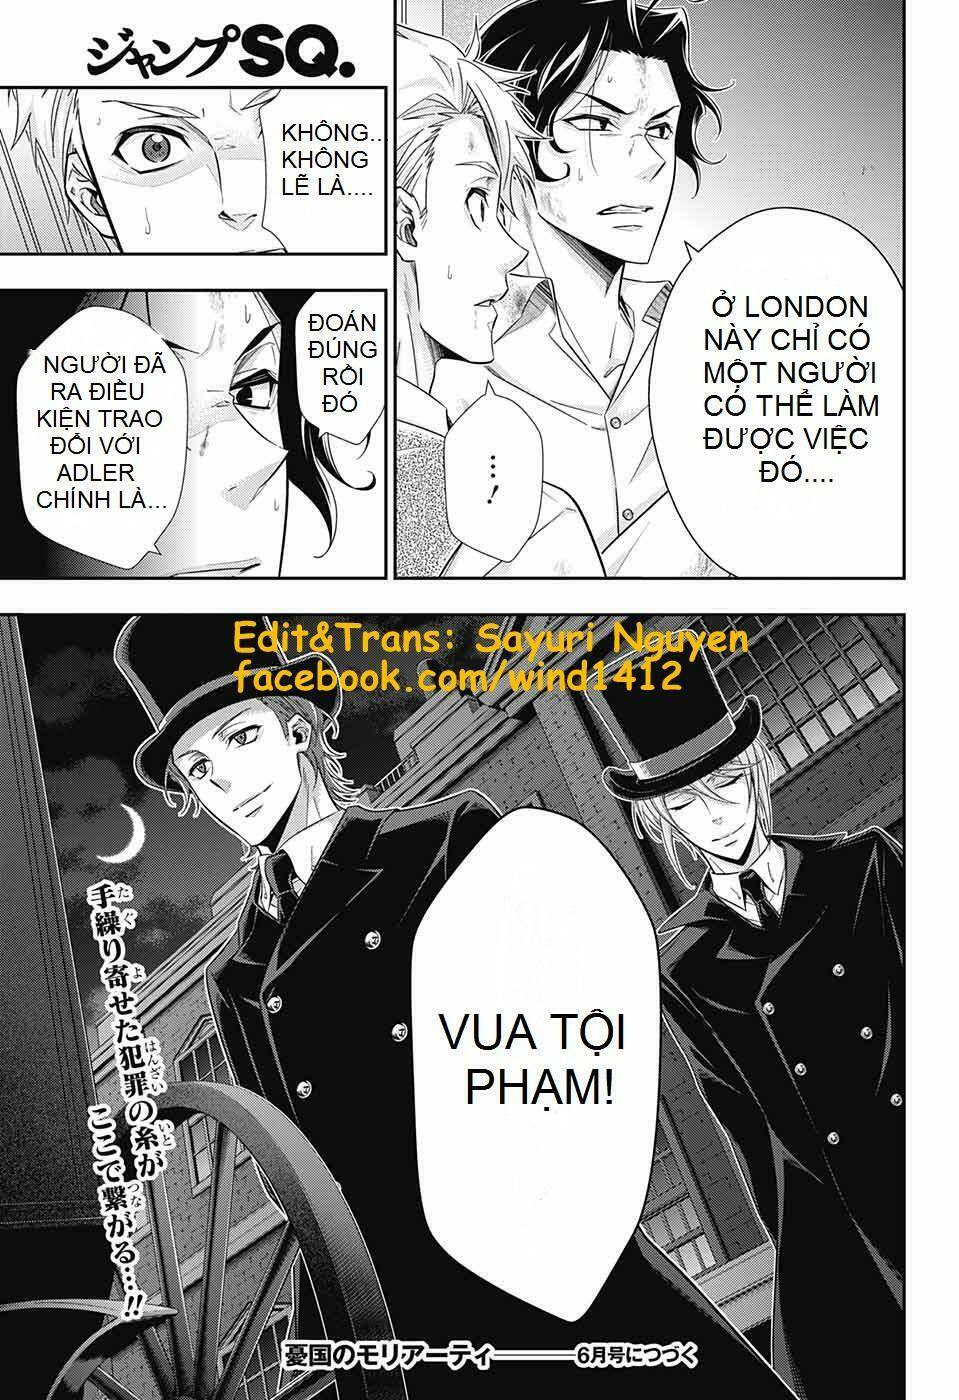 ジャンプSQ.
Ở LONDON
NÀY CHỈ CÓ
MỘT NGƯỜI
CÓ THỂ LÀM
ĐƯỢC VIỆC
ĐÓ....
…!
KHÔNG...
KHÔNG
LẼ LÀ....
ĐOÁN
ĐÚNG
RỒI
ĐÓ
NGƯỜI ĐÃ
RA ĐIỀU
KIỆN TRAO
ĐỔI VỚI
ADLER
CHÍNH LÀ...
Edit&Trans: Sayuri Nguyen
facebook.com/wind1412
VUA TỘI
PHẠM!
手繰り寄せた犯罪の糸が
ここで繋がる…!!
憂国のモリアーティ――――6月号につづく